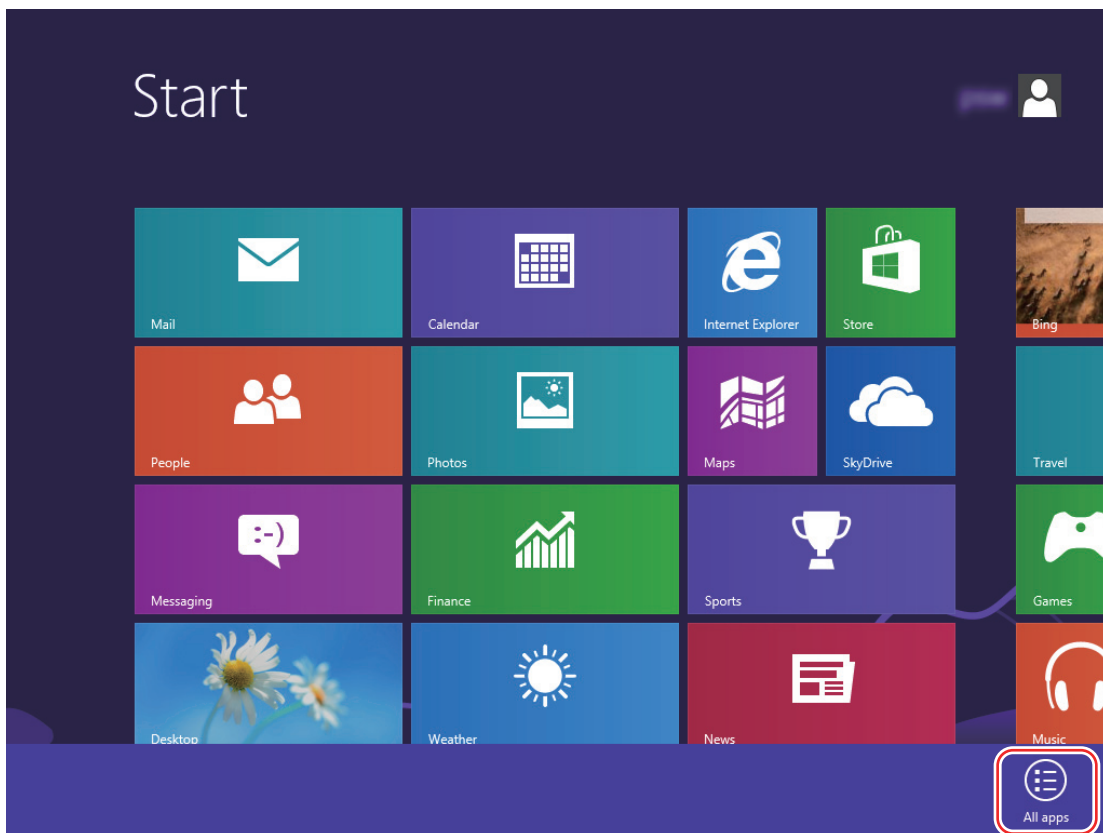 Start
Mail
Calendar
Internet Explorer
Store
Bing
People
Photos
Maps
SkyDrive
Travel
Messaging
:-)
Finance
Sports
Games
Desktop
Weather
News
Music
All apps